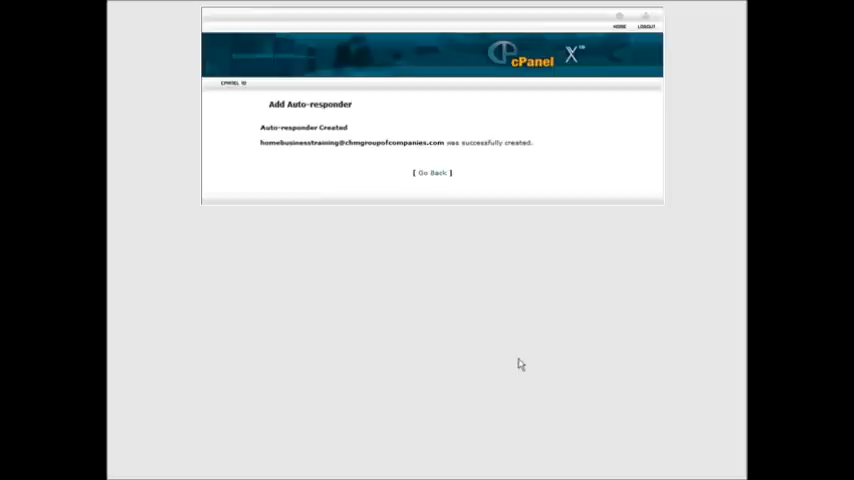 HOME LOGOUT
cPanel X
CPANEL 10
Add Auto-responder
Auto-responder Created
homebusinesstraining@chmgroupofcompanies.com was successfully created.
[ Go Back ]